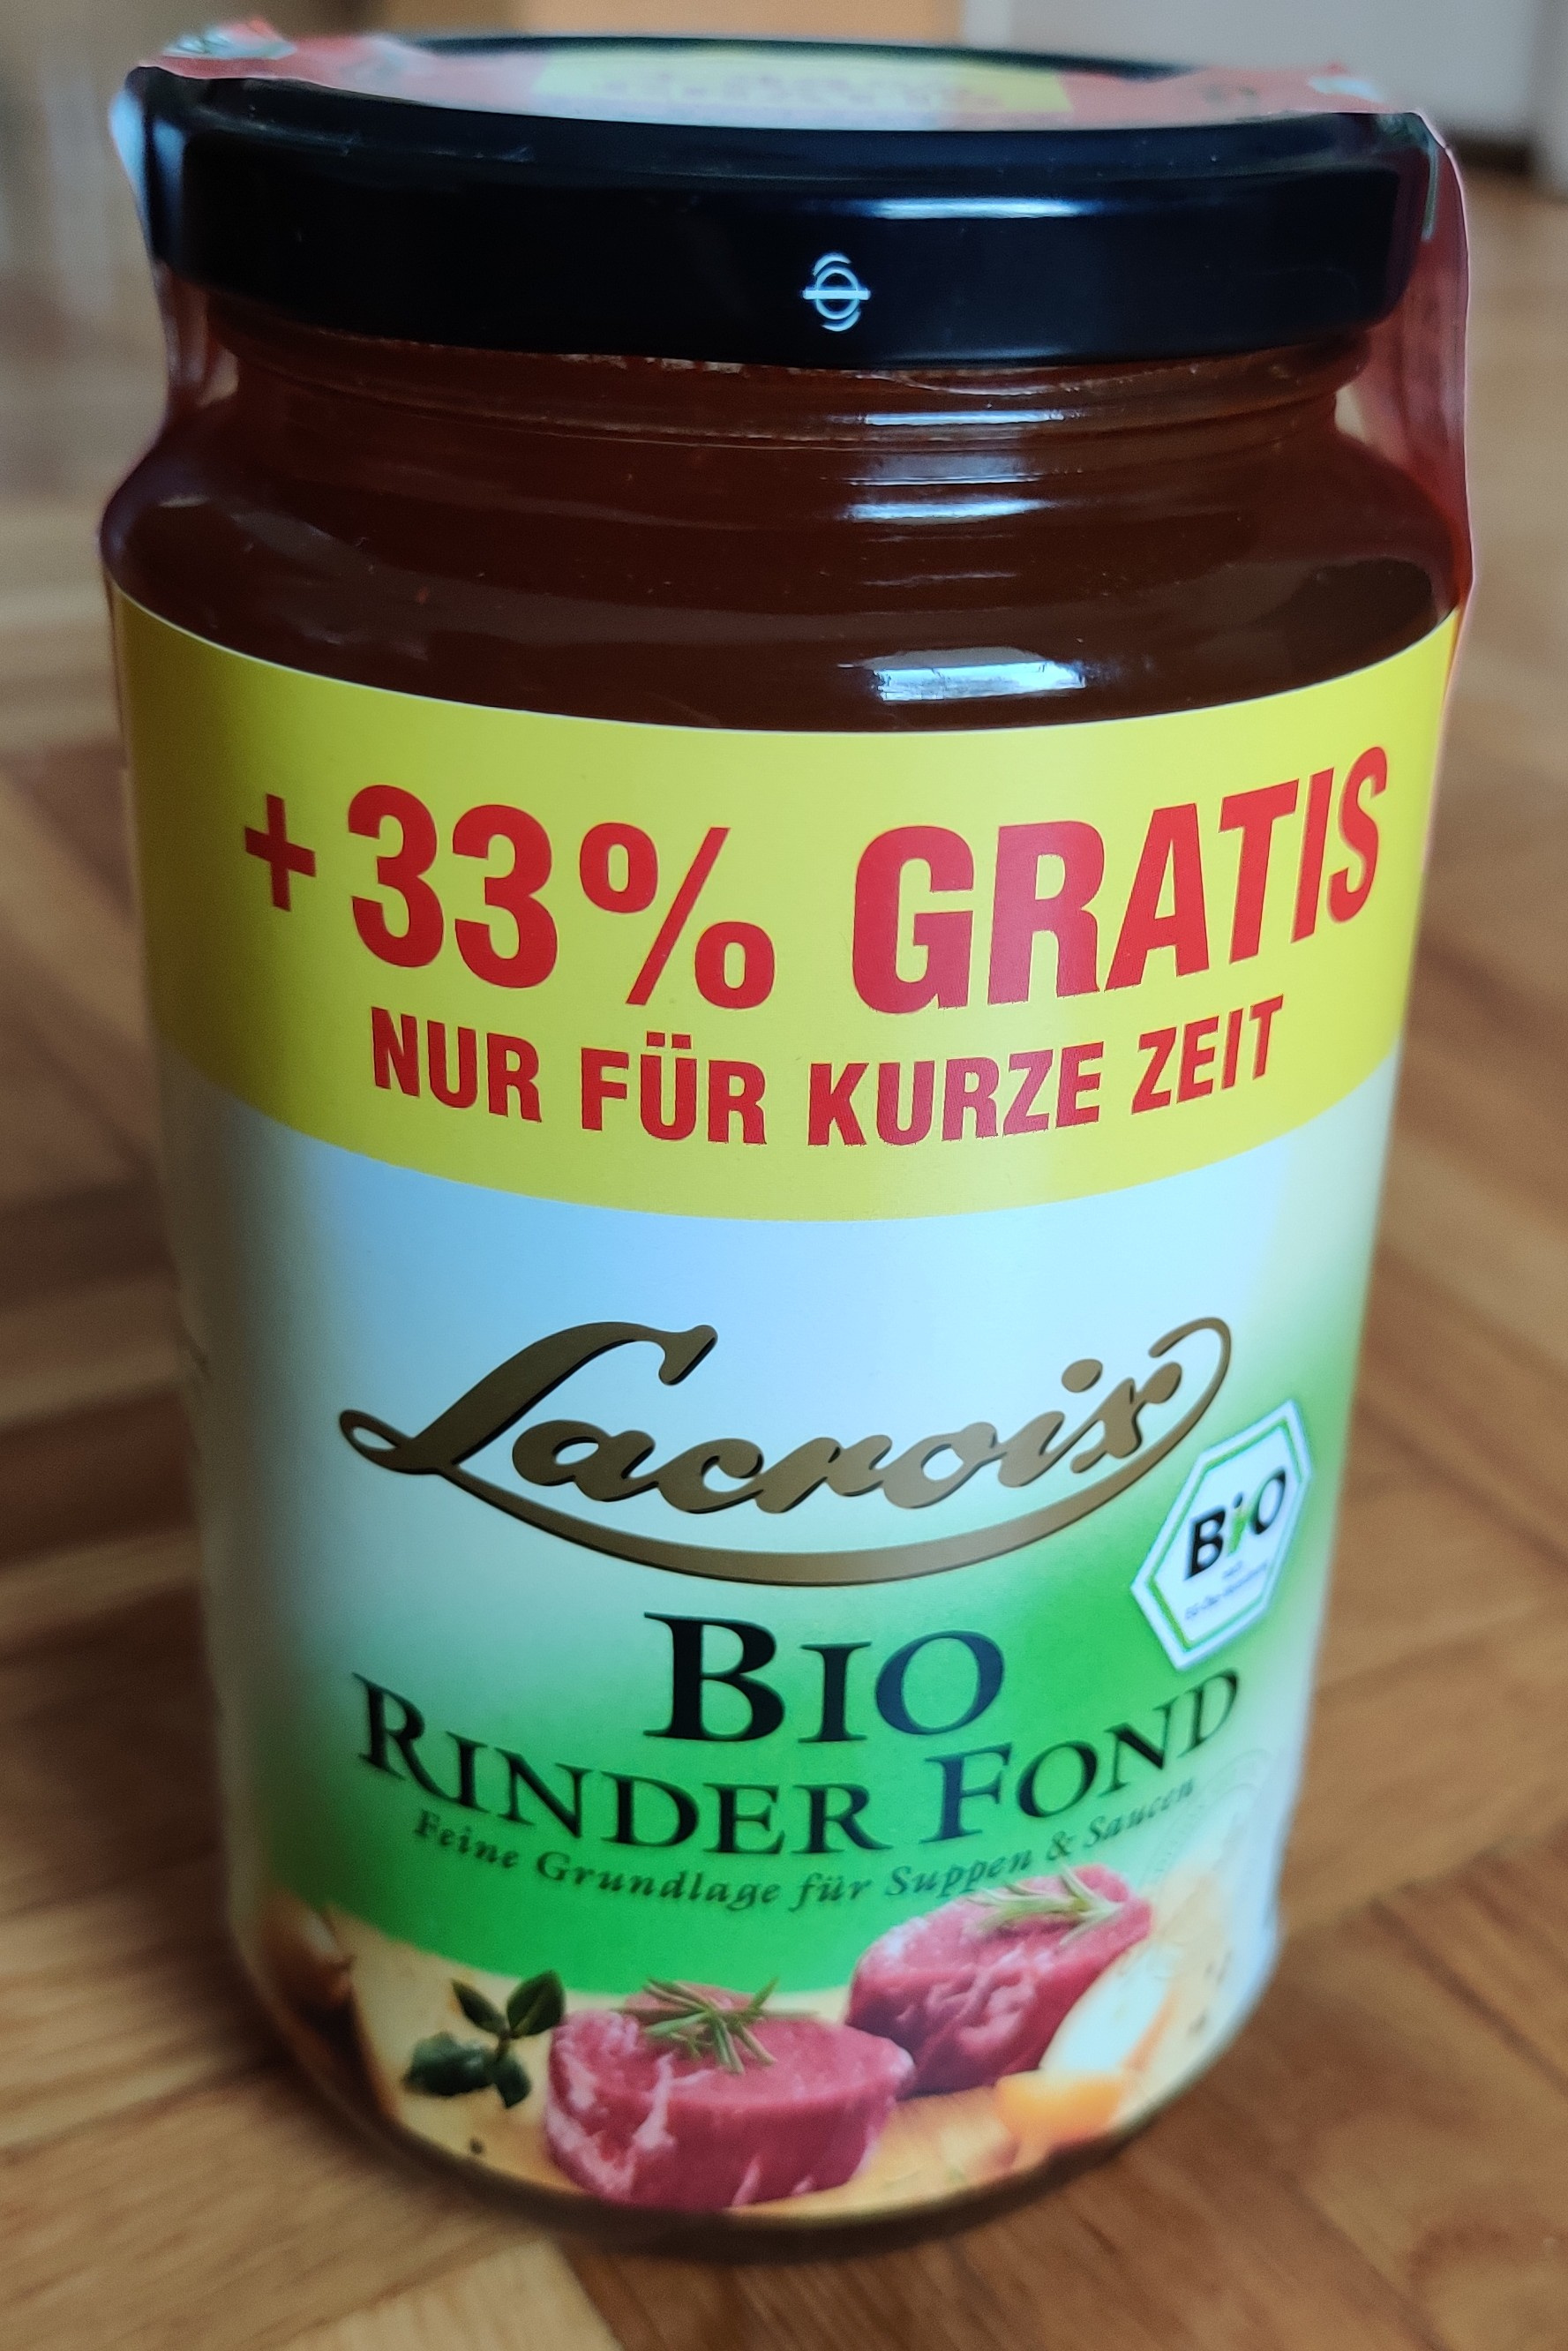 +33% GRATIS
NUR FÜR KURZE ZEIT
Lacroix
BiO
BIO
RINDER FOND
Feine Grundlage für Suppen & Saucen